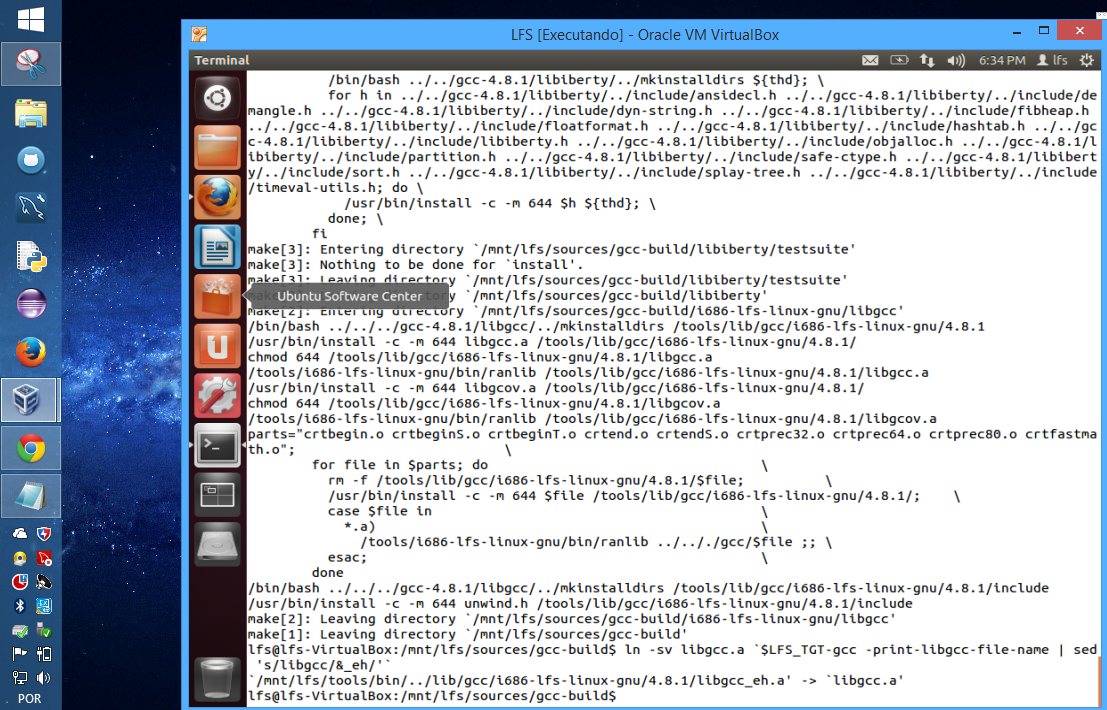 LFS [Executando] - Oracle VM VirtualBox
Terminal
6:34 PM
lfs
/bin/bash ../../gcc-4.8.1/libiberty/../mkinstalldirs ${thd}; \
for h in ../../gcc-4.8.1/libiberty/../include/ansidecl.h ../../gcc-4.8.1/libiberty/../include/de
mangle.h ../../gcc-4.8.1/libiberty/../include/dyn-string.h ../../gcc-4.8.1/libiberty/../include/fibheap.h
../../gcc-4.8.1/libiberty/../include/floatformat.h ../../gcc-4.8.1/libiberty/../include/hashtab.h ../../gc
c-4.8.1/libiberty/../include/libiberty.h ../../gcc-4.8.1/libiberty/../include/objalloc.h ../../gcc-4.8.1/l
ibiberty/../include/partition.h ../../gcc-4.8.1/libiberty/../include/safe-ctype.h ../../gcc-4.8.1/libibert
y/../include/sort.h ../../gcc-4.8.1/libiberty/../include/splay-tree.h ../../gcc-4.8.1/libiberty/../include
/timeval-utils.h; do \
/usr/bin/install -c -m 644 $h ${thd}; \
done; \
fi
make[3]: Entering directory `/mnt/lfs/sources/gcc-build/libiberty/testsuite'
make[3]: Nothing to be done for `install'.
make[3]: Leaving directory `/mnt/lfs/sources/gcc-build/libiberty/testsuite'
Ubuntu Software Center
y `/mnt/lfs/sources/gcc-build/libiberty'
make[2]: Entering directory `/mnt/lfs/sources/gcc-build/i686-lfs-linux-gnu/libgcc'
/bin/bash ../../../gcc-4.8.1/libgcc/../mkinstalldirs /tools/lib/gcc/i686-lfs-linux-gnu/4.8.1
/usr/bin/install -c -m 644 libgcc.a /tools/lib/gcc/i686-lfs-linux-gnu/4.8.1/
chmod 644 /tools/lib/gcc/i686-lfs-linux-gnu/4.8.1/libgcc.a
/tools/i686-lfs-linux-gnu/bin/ranlib /tools/lib/gcc/i686-lfs-linux-gnu/4.8.1/libgcc.a
/usr/bin/install -c -m 644 libgcov.a /tools/lib/gcc/i686-lfs-linux-gnu/4.8.1/
chmod 644 /tools/lib/gcc/i686-lfs-linux-gnu/4.8.1/libgcov.a
/tools/i686-lfs-linux-gnu/bin/ranlib /tools/lib/gcc/i686-lfs-linux-gnu/4.8.1/libgcov.a
parts="crtbegin.o crtbeginS.o crtbeginT.o crtend.o crtendS.o crtprec32.o crtprec64.o crtprec80.o crtfastma
th.o"; \
for file in $parts; do \
rm -f /tools/lib/gcc/i686-lfs-linux-gnu/4.8.1/$file; \
/usr/bin/install -c -m 644 $file /tools/lib/gcc/i686-lfs-linux-gnu/4.8.1/; \
case $file in \
*.a) \
/tools/i686-lfs-linux-gnu/bin/ranlib ../.././gcc/$file ;; \
esac; \
done
/bin/bash ../../../gcc-4.8.1/libgcc/../mkinstalldirs /tools/lib/gcc/i686-lfs-linux-gnu/4.8.1/include
/usr/bin/install -c -m 644 unwind.h /tools/lib/gcc/i686-lfs-linux-gnu/4.8.1/include
make[2]: Leaving directory `/mnt/lfs/sources/gcc-build/i686-lfs-linux-gnu/libgcc'
make[1]: Leaving directory `/mnt/lfs/sources/gcc-build'
lfs@lfs-VirtualBox:/mnt/lfs/sources/gcc-build$ ln -sv libgcc.a `$LFS_TGT-gcc -print-libgcc-file-name | sed
's/libgcc/&_eh/'`
`/mnt/lfs/tools/bin/../lib/gcc/i686-lfs-linux-gnu/4.8.1/libgcc_eh.a' -> `libgcc.a'
lfs@lfs-VirtualBox:/mnt/lfs/sources/gcc-build$
POR